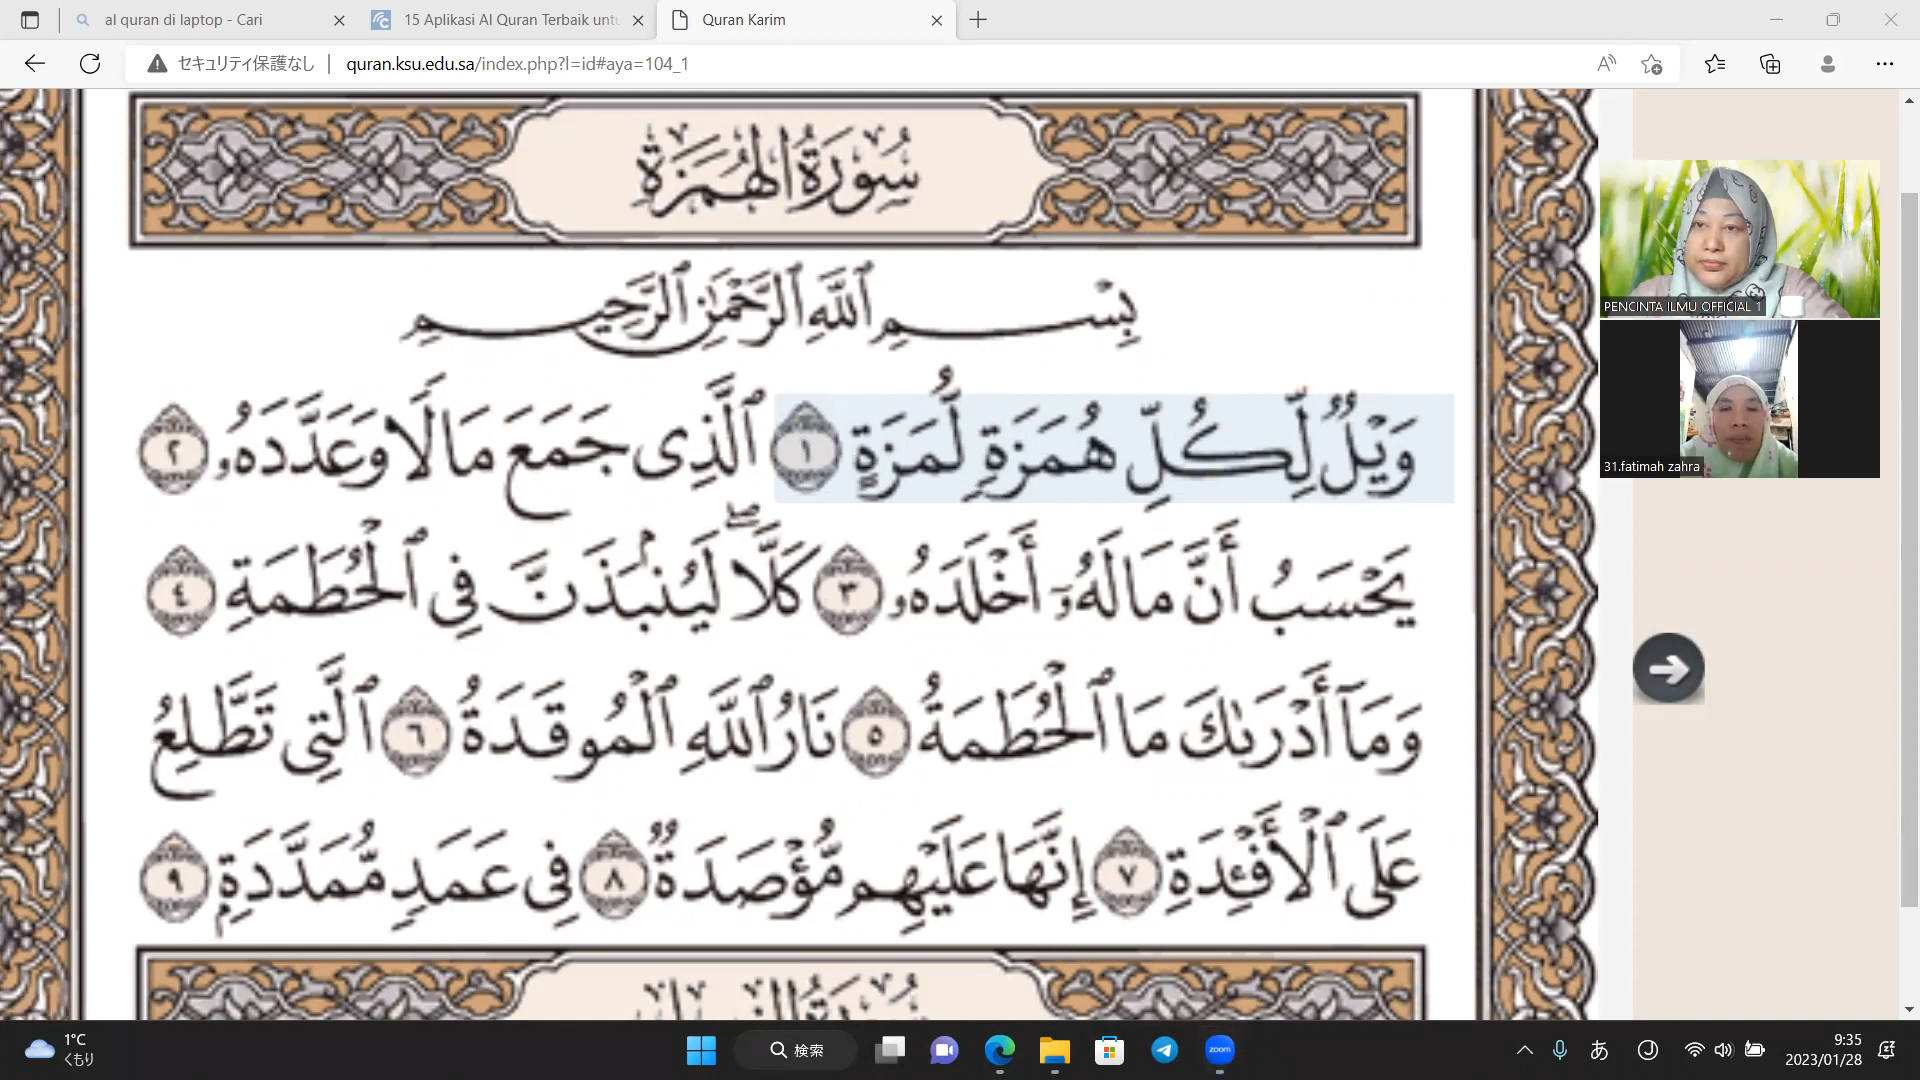 al quran di laptop - Cari
15 Aplikasi Al Quran Terbaik untu
Quran Karim
セキュリティ保護なし
quran.ksu.edu.sa/index.php?l=id#aya=104_1
سُورَةُ الهُمَزَةِ
بِسْمِ ٱللَّهِ ٱلرَّحْمَٰنِ ٱلرَّحِيمِ
وَيْلٌ لِّكُلِّ هُمَزَةٍ لُّمَزَةٍ ١ ٱلَّذِى جَمَعَ مَالًا وَعَدَّدَهُۥ ٢
يَحْسَبُ أَنَّ مَالَهُۥٓ أَخْلَدَهُۥ ٣ كَلَّا ۖ لَيُنۢبَذَنَّ فِى ٱلْحُطَمَةِ ٤
وَمَآ أَدْرَىٰكَ مَا ٱلْحُطَمَةُ ٥ نَارُ ٱللَّهِ ٱلْمُوقَدَةُ ٦ ٱلَّتِى تَطَّلِعُ
عَلَى ٱلْأَفْـِٔدَةِ ٧ إِنَّهَا عَلَيْهِم مُّؤْصَدَةٌ ٨ فِى عَمَدٍ مُّمَدَّدَةٍۭ ٩
PENCINTA ILMU OFFICIAL 1
31.fatimah zahra
1°C
くもり
検索
zoom
あ
9:35
2023/01/28